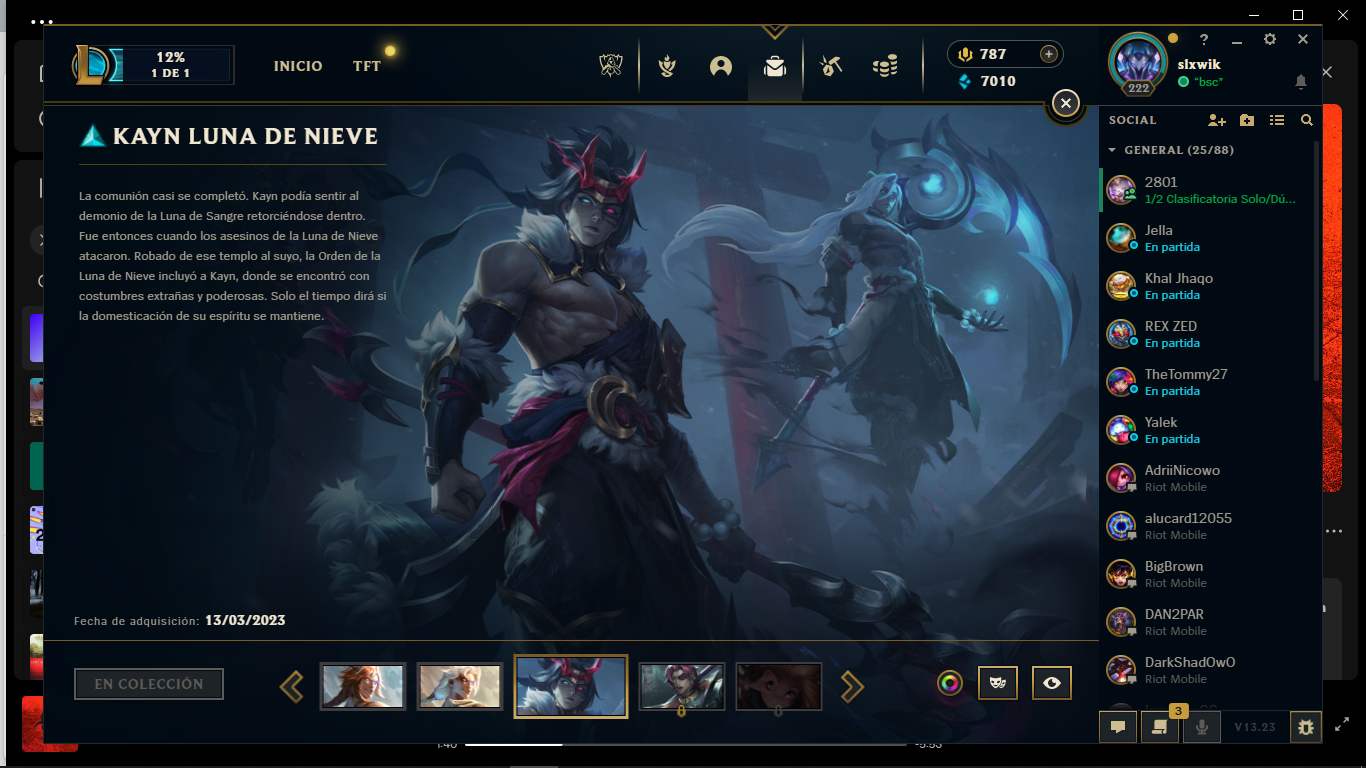 12%
1 DE 1
INICIO
TFT
787
7010
222
slxwik
"bsc"
KAYN LUNA DE NIEVE
La comunión casi se completó. Kayn podía sentir al
demonio de la Luna de Sangre retorciéndose dentro.
Fue entonces cuando los asesinos de la Luna de Nieve
atacaron. Robado de ese templo al suyo, la Orden de la
Luna de Nieve incluyó a Kayn, donde se encontró con
costumbres extrañas y poderosas. Solo el tiempo dirá si
la domesticación de su espíritu se mantiene.
Fecha de adquisición: 13/03/2023
EN COLECCIÓN
SOCIAL
GENERAL (25/88)
2801
1/2 Clasificatoria Solo/Dú...
Jella
En partida
Khal Jhaqo
En partida
REX ZED
En partida
TheTommy27
En partida
Yalek
En partida
AdriiNicowo
Riot Mobile
alucard12055
Riot Mobile
BigBrown
Riot Mobile
DAN2PAR
Riot Mobile
DarkShadOwO
Riot Mobile
3
V13.23
1:40
-5:53